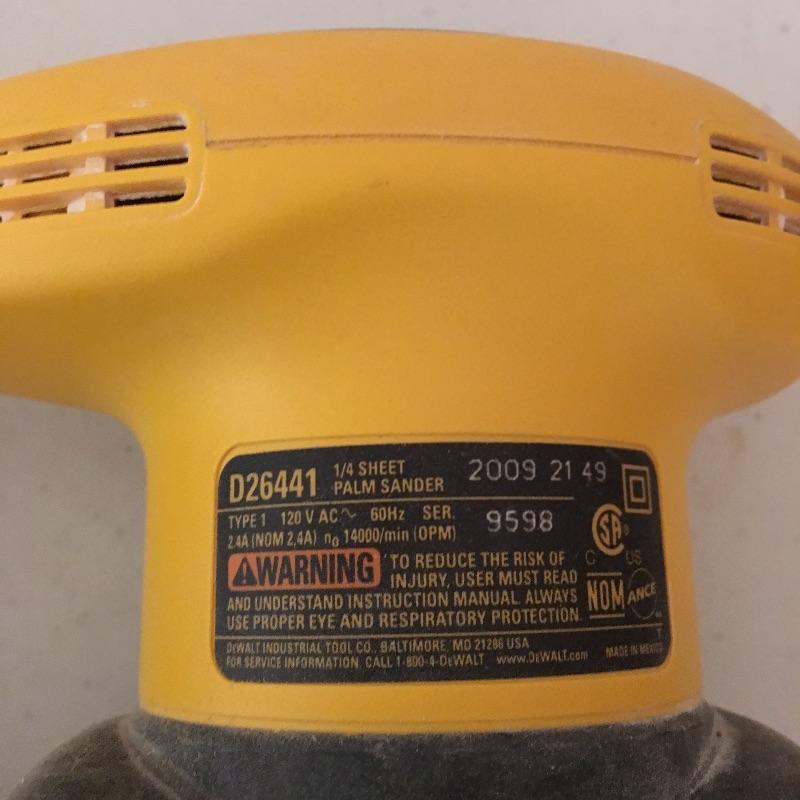 D26441 1/4 SHEET PALM SANDER 2009 21 49
TYPE 1 120 V AC~ 60Hz SER. 9598
2.4A (NOM 2,4A) n0 14000/min (OPM)
SA
C US
WARNING TO REDUCE THE RISK OF
INJURY, USER MUST READ
AND UNDERSTAND INSTRUCTION MANUAL. ALWAYS
USE PROPER EYE AND RESPIRATORY PROTECTION.
NOM ANCE
DEWALT INDUSTRIAL TOOL CO., BALTIMORE, MD 21286 USA
FOR SERVICE INFORMATION, CALL 1-800-4-DEWALT www.DEWALT.com MADE IN MEXICO